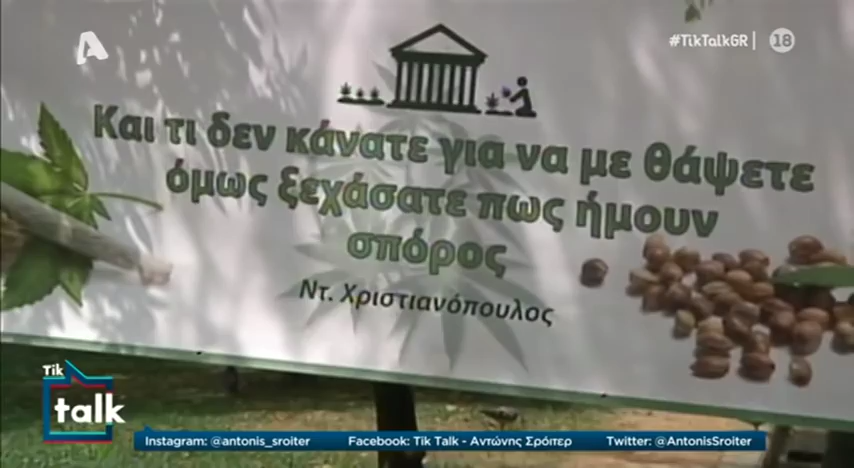 #TikTalkGR
18
Και τι δεν κάνατε για να με θάψετε
όμως ξεχάσατε πως ήμουν
σπόρος
Ντ. Χριστιανόπουλος
Tik
talk
Instagram: @antonis_sroiter Facebook: Tik Talk - Αντώνης Σρόιτερ Twitter: @AntonisSroiter